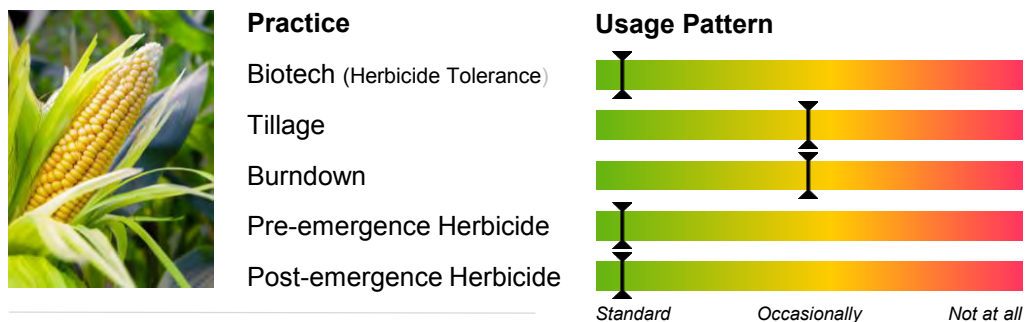 Practice Usage Pattern
Biotech (Herbicide Tolerance)
Tillage
Burndown
Pre-emergence Herbicide
Post-emergence Herbicide
Standard Occasionally Not at all